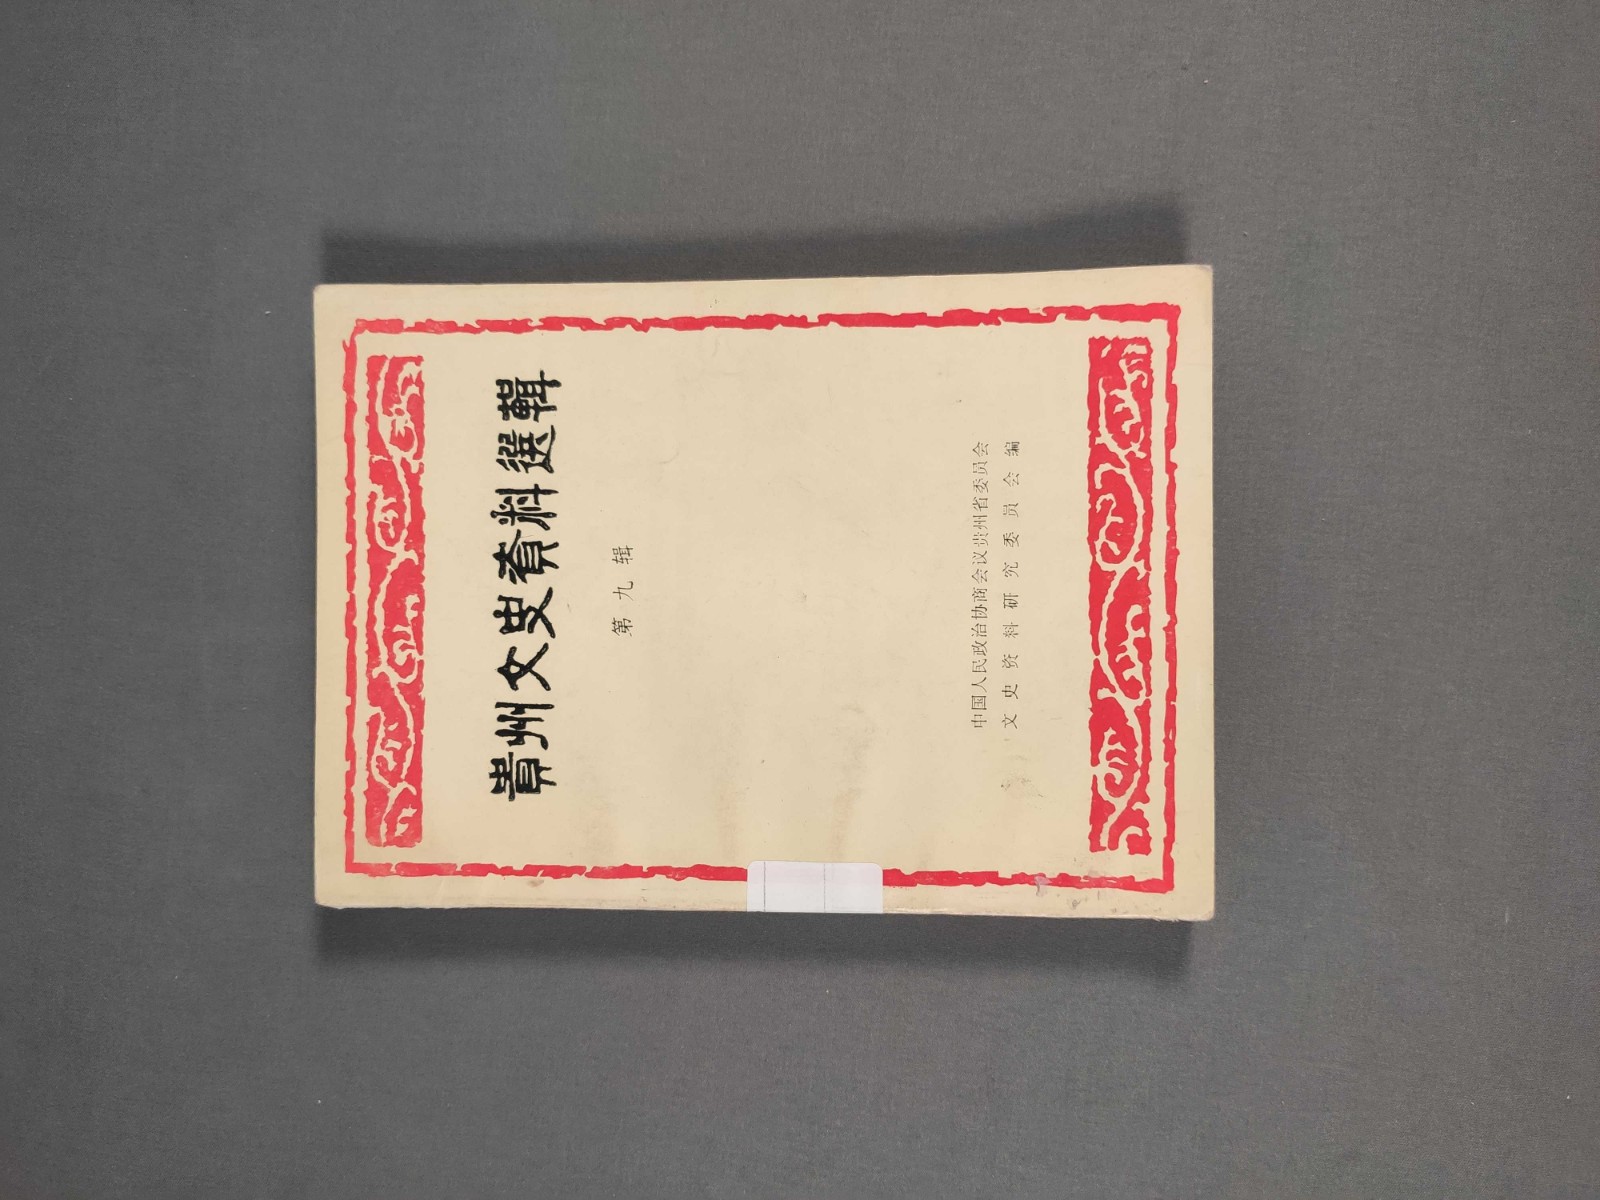 貴州文史資料選輯
第九辑
中国人民政治协商会议贵州省委员会
文史资料研究委员会编